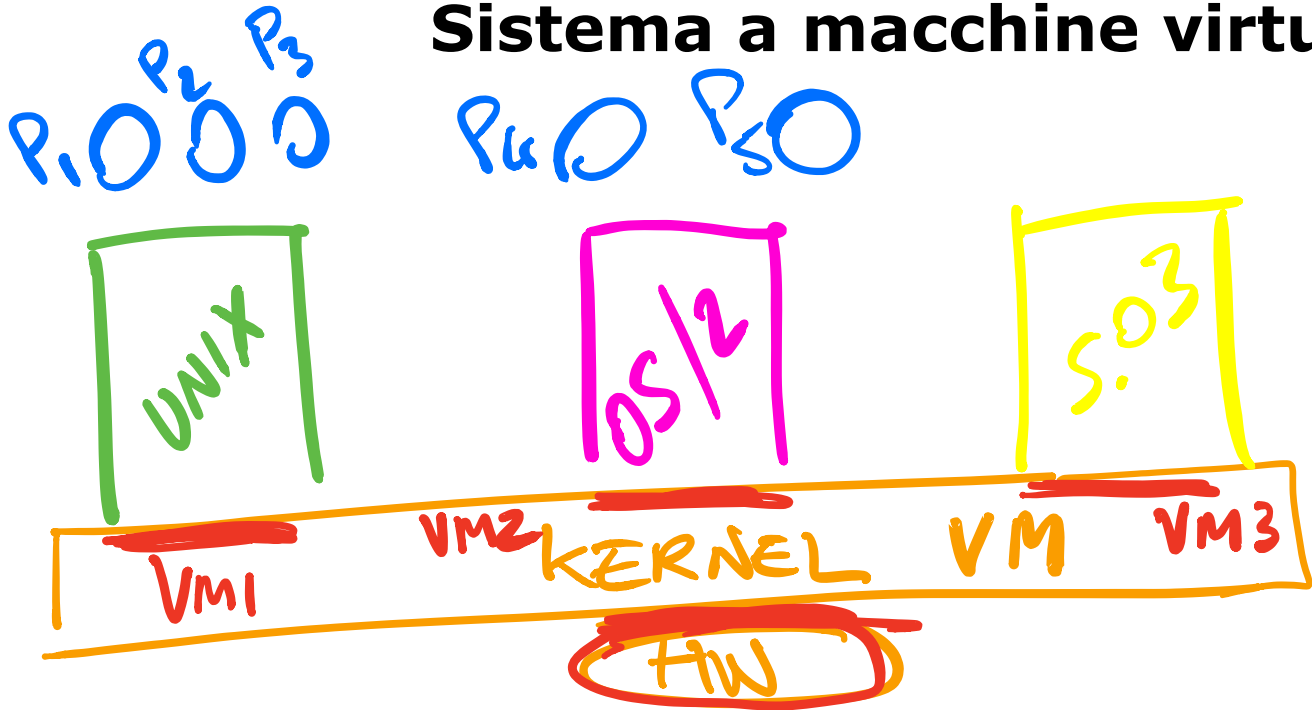 Sistema a macchine virtu
P1 P2 P3 P4 P5
UNIX OS/2 S.O3
VM1 VM2 KERNEL VM VM3
HW